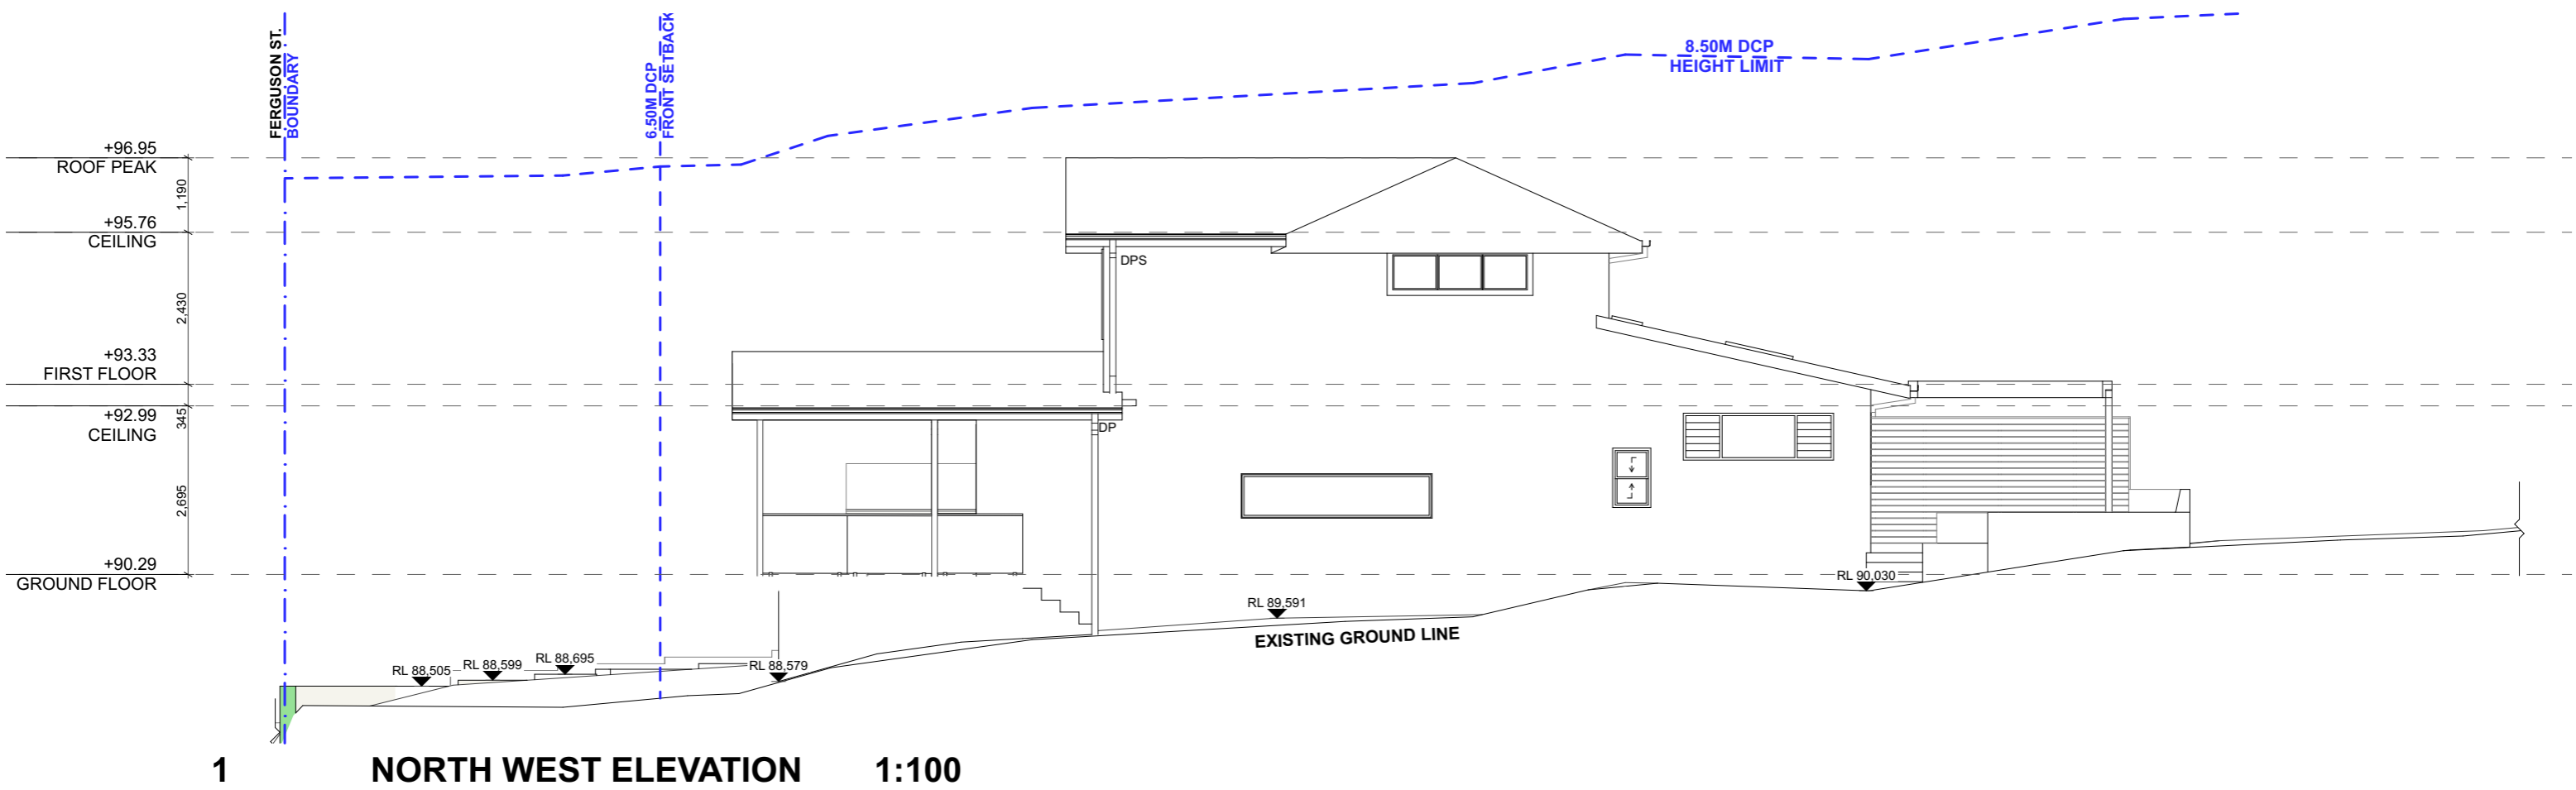 FERGUSON ST.
BOUNDARY
6.50M DCP
FRONT SETBACK
8.50M DCP
HEIGHT LIMIT
+96.95
ROOF PEAK
1,190
+95.76
CEILING
2,430
+93.33
FIRST FLOOR
345
+92.99
CEILING
2,695
+90.29
GROUND FLOOR
DPS
DP
RL 90,030
RL 89,591
EXISTING GROUND LINE
RL 88,505
RL 88,599
RL 88,695
RL 88,579
1 NORTH WEST ELEVATION 1:100